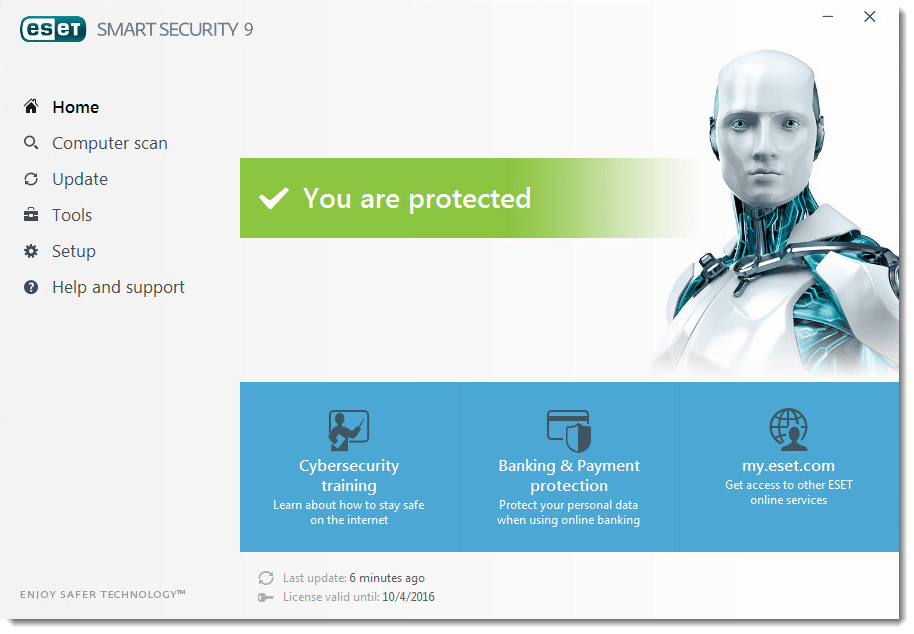 eset SMART SECURITY 9
Home
Computer scan
Update
Tools
Setup
Help and support
You are protected
Cybersecurity
training
Learn about how to stay safe
on the internet
Banking & Payment
protection
Protect your personal data
when using online banking
my.eset.com
Get access to other ESET
online services
Last update: 6 minutes ago
License valid until: 10/4/2016
ENJOY SAFER TECHNOLOGY™